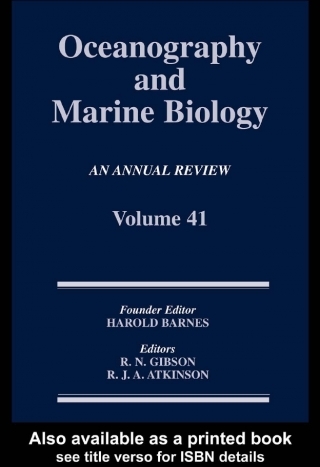 Oceanography
and
Marine Biology
AN ANNUAL REVIEW
Volume 41
Founder Editor
HAROLD BARNES
Editors
R. N. GIBSON
R. J. A. ATKINSON
Also available as a printed book
see title verso for ISBN details